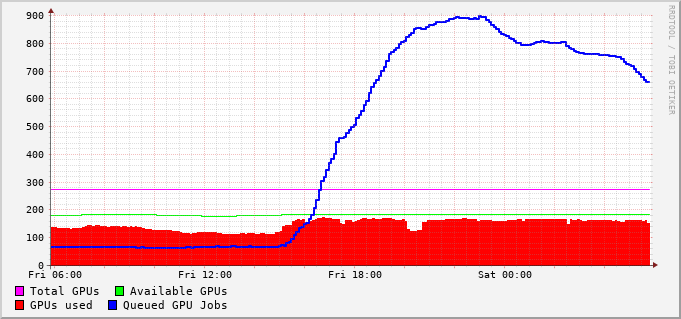 900
800
700
600
500
400
300
200
100
0
Fri 06:00 Fri 12:00 Fri 18:00 Sat 00:00
Total GPUs Available GPUs
GPUs used Queued GPU Jobs
RRDTOOL / TOBI OETIKER